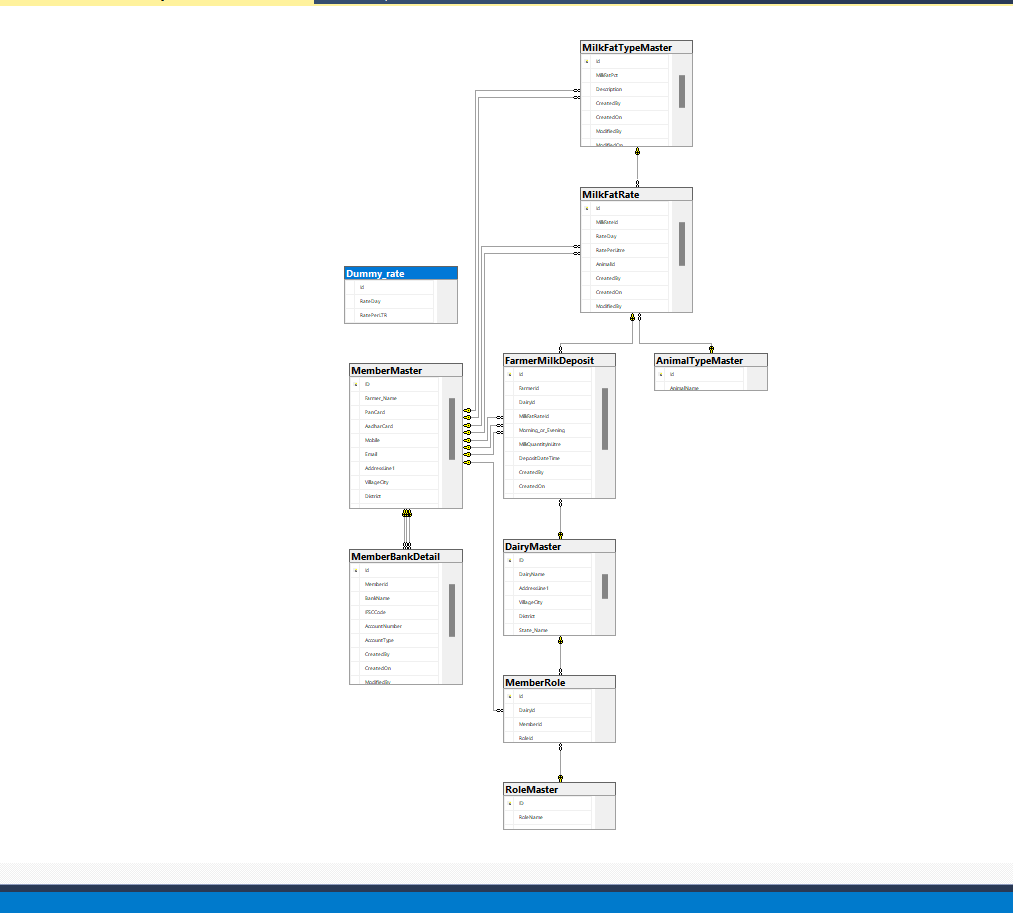 MilkFatTypeMaster
Id
MilkFatPct
Description
CreatedBy
CreatedOn
ModifiedBy
ModifiedOn
MilkFatRate
Id
MilkFateId
RateDay
RatePerLitre
AnimalId
CreatedBy
CreatedOn
ModifiedBy
Dummy_rate
id
RateDay
RatePerLTR
MemberMaster
ID
Farmer_Name
PanCard
AadharCard
Mobile
Email
AddressLine1
VillageCity
District
FarmerMilkDeposit
Id
FarmerId
DairyId
MilkFatRateId
Morning_or_Evening
MilkQuantityInLitre
DepositDateTime
CreatedBy
CreatedOn
AnimalTypeMaster
Id
AnimalName
MemberBankDetail
Id
MemberId
BankName
IFSCCode
AccountNumber
AccountType
CreatedBy
CreatedOn
ModifiedBy
DairyMaster
ID
DairyName
AddressLine1
VillageCity
District
State_Name
MemberRole
Id
DairyId
MemberId
RoleId
RoleMaster
ID
RoleName